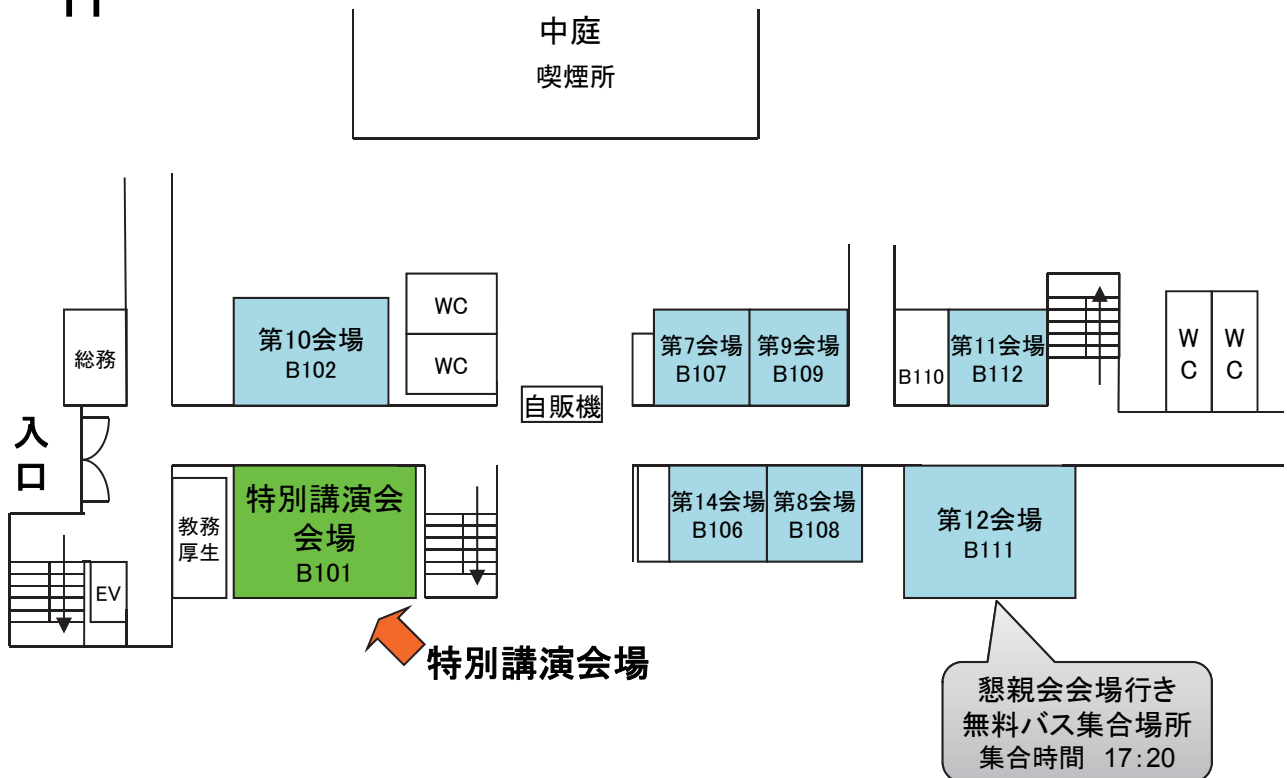 中庭
喫煙所
総務
第10会場
B102
WC
WC
第7会場
B107
第9会場
B109
B110
第11会場
B112
W
C
W
C
自販機
入
口
教務
厚生
EV
特別講演会
会場
B101
第14会場
B106
第8会場
B108
第12会場
B111
特別講演会場
懇親会会場行き
無料バス集合場所
集合時間 17:20